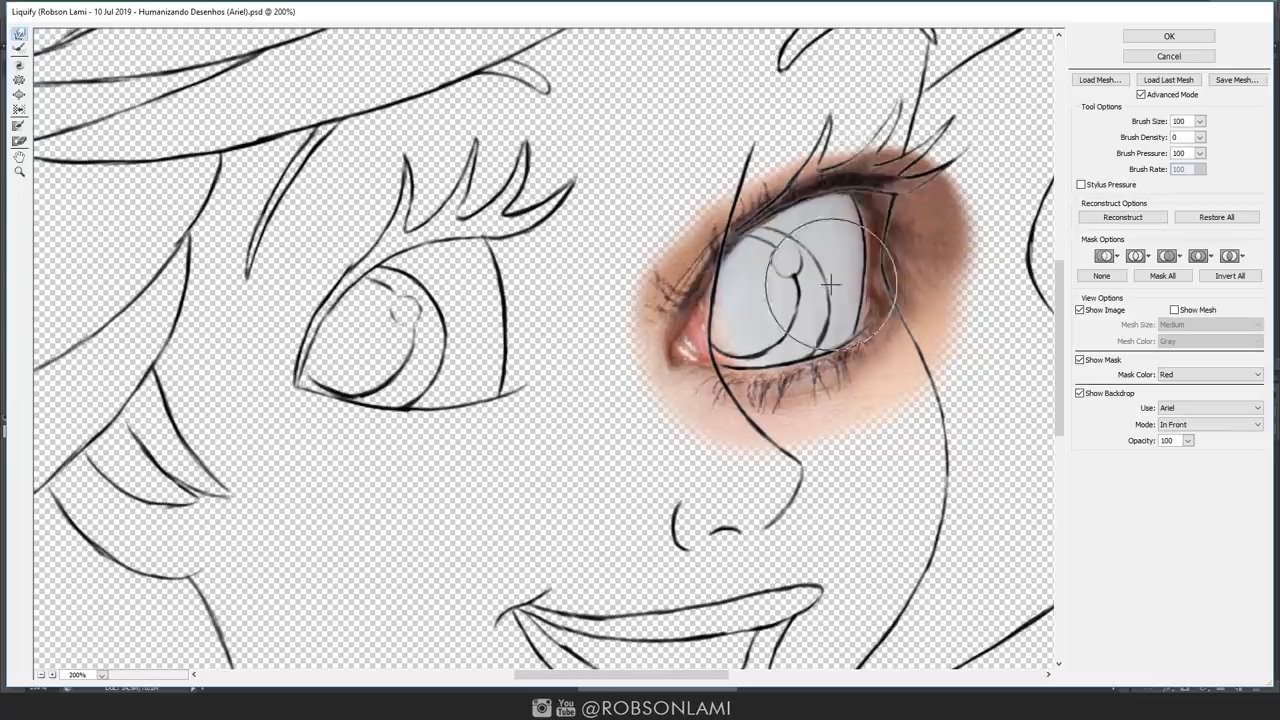 Liquify (Robson Lami - 10 Jul 2019 - Humanizando Desenhos (Ariel).psd @ 200%)
OK
Cancel
Load Mesh...
Load Last Mesh
Save Mesh...
Advanced Mode
Tool Options
Brush Size: 100
Brush Density: 0
Brush Pressure: 100
Brush Rate: 100
Stylus Pressure
Reconstruct Options
Reconstruct
Restore All
Mask Options
None
Mask All
Invert All
View Options
Show Image
Show Mesh
Mesh Size: Medium
Mesh Color: Gray
Show Mask
Mask Color: Red
Show Backdrop
Use: Ariel
Mode: In Front
Opacity: 100
200%
You
Tube
@ROBSONLAMI